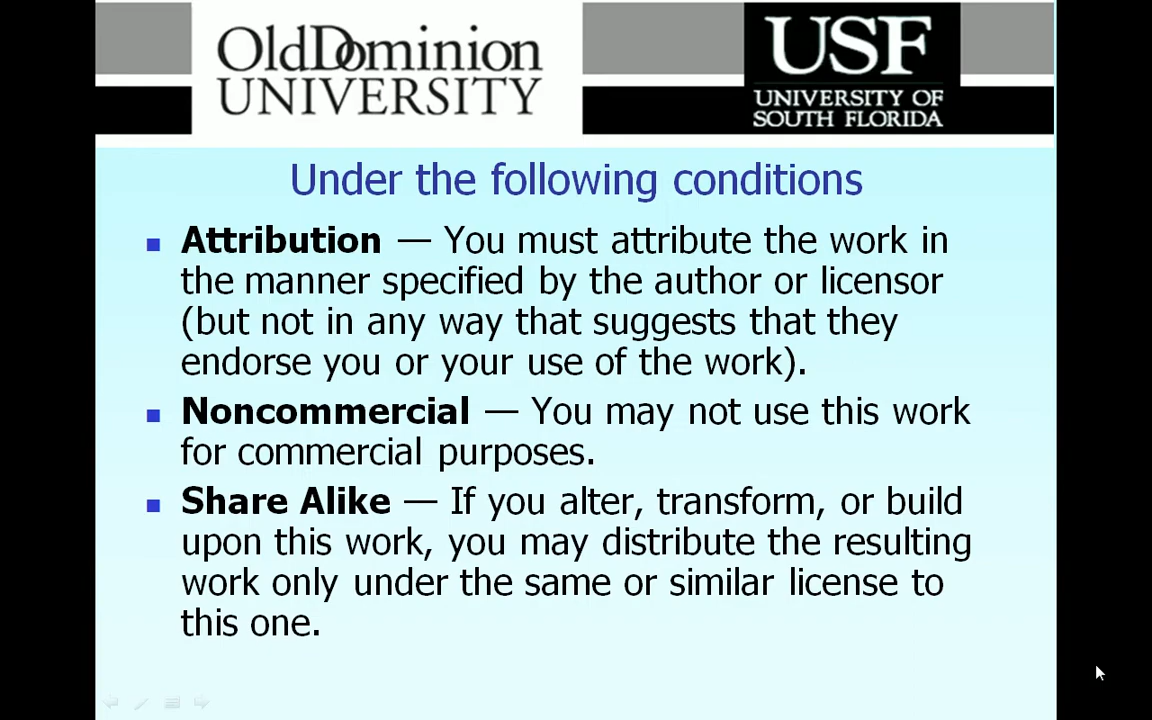 OldDominion
UNIVERSITY
USF
UNIVERSITY OF
SOUTH FLORIDA
Under the following conditions
Attribution — You must attribute the work in
the manner specified by the author or licensor
(but not in any way that suggests that they
endorse you or your use of the work).
Noncommercial — You may not use this work
for commercial purposes.
Share Alike — If you alter, transform, or build
upon this work, you may distribute the resulting
work only under the same or similar license to
this one.